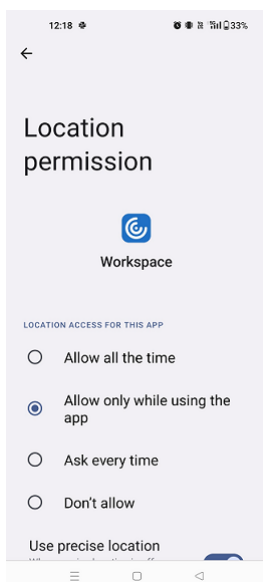 12:18
33%
Location
permission
Workspace
LOCATION ACCESS FOR THIS APP
Allow all the time
Allow only while using the
app
Ask every time
Don't allow
Use precise location